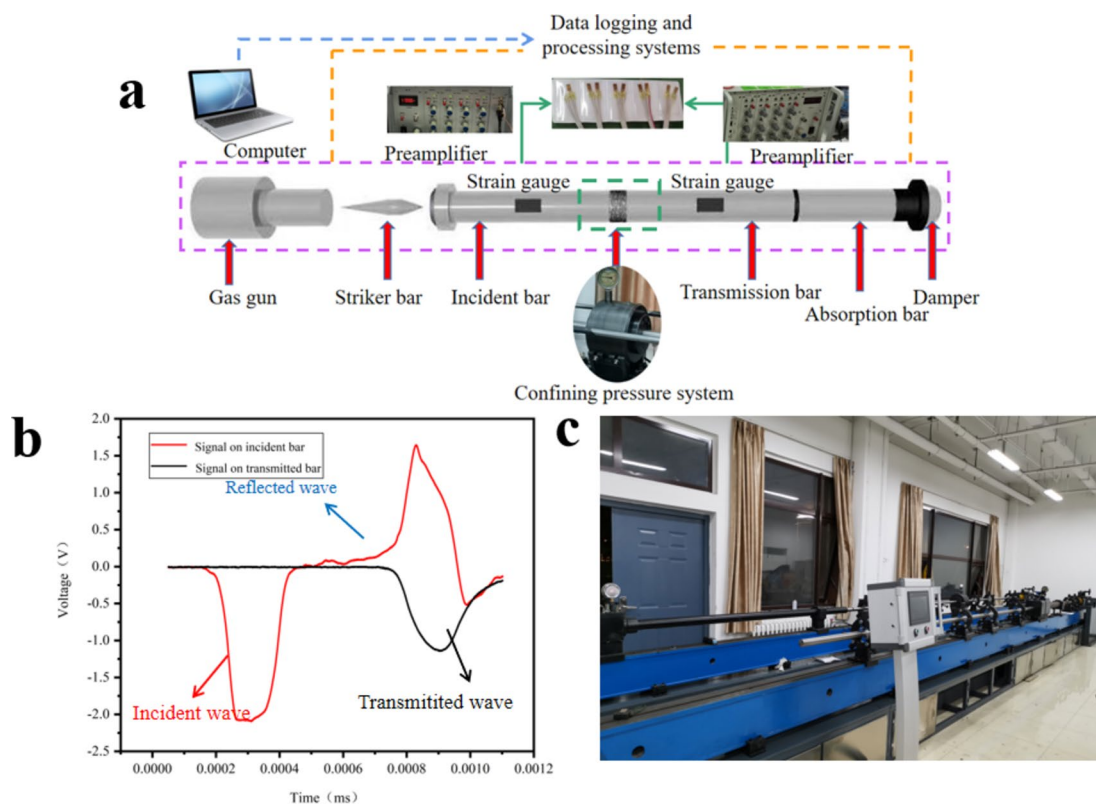 a
Data logging and
processing systems
Computer
Preamplifier
Preamplifier
Strain gauge
Strain gauge
Gas gun
Striker bar
Incident bar
Transmission bar
Absorption bar
Damper
Confining pressure system
b
2.0
1.5
1.0
0.5
0.0
-0.5
-1.0
-1.5
-2.0
-2.5
Voltage（V）
Signal on incident bar
Signal on transmitted bar
Reflected wave
Incident wave
Transmitited wave
0.0000
0.0002
0.0004
0.0006
0.0008
0.0010
0.0012
Time（ms）
c